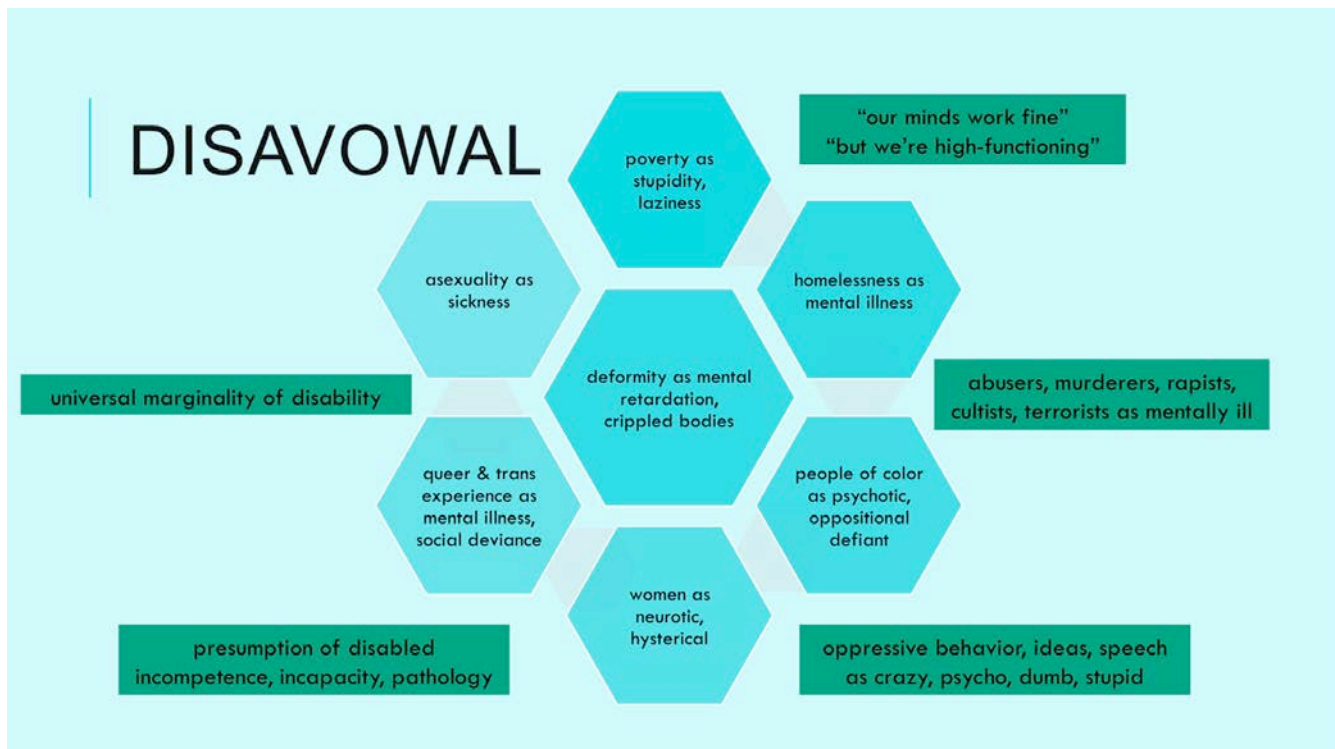 DISAVOWAL
poverty as
stupidity,
laziness
“our minds work fine”
“but we’re high-functioning”
asexuality as
sickness
homelessness as
mental illness
deformity as mental
retardation,
crippled bodies
universal marginality of disability
abusers, murderers, rapists,
cultists, terrorists as mentally ill
queer & trans
experience as
mental illness,
social deviance
people of color
as psychotic,
oppositional
defiant
women as
neurotic,
hysterical
presumption of disabled
incompetence, incapacity, pathology
oppressive behavior, ideas, speech
as crazy, psycho, dumb, stupid